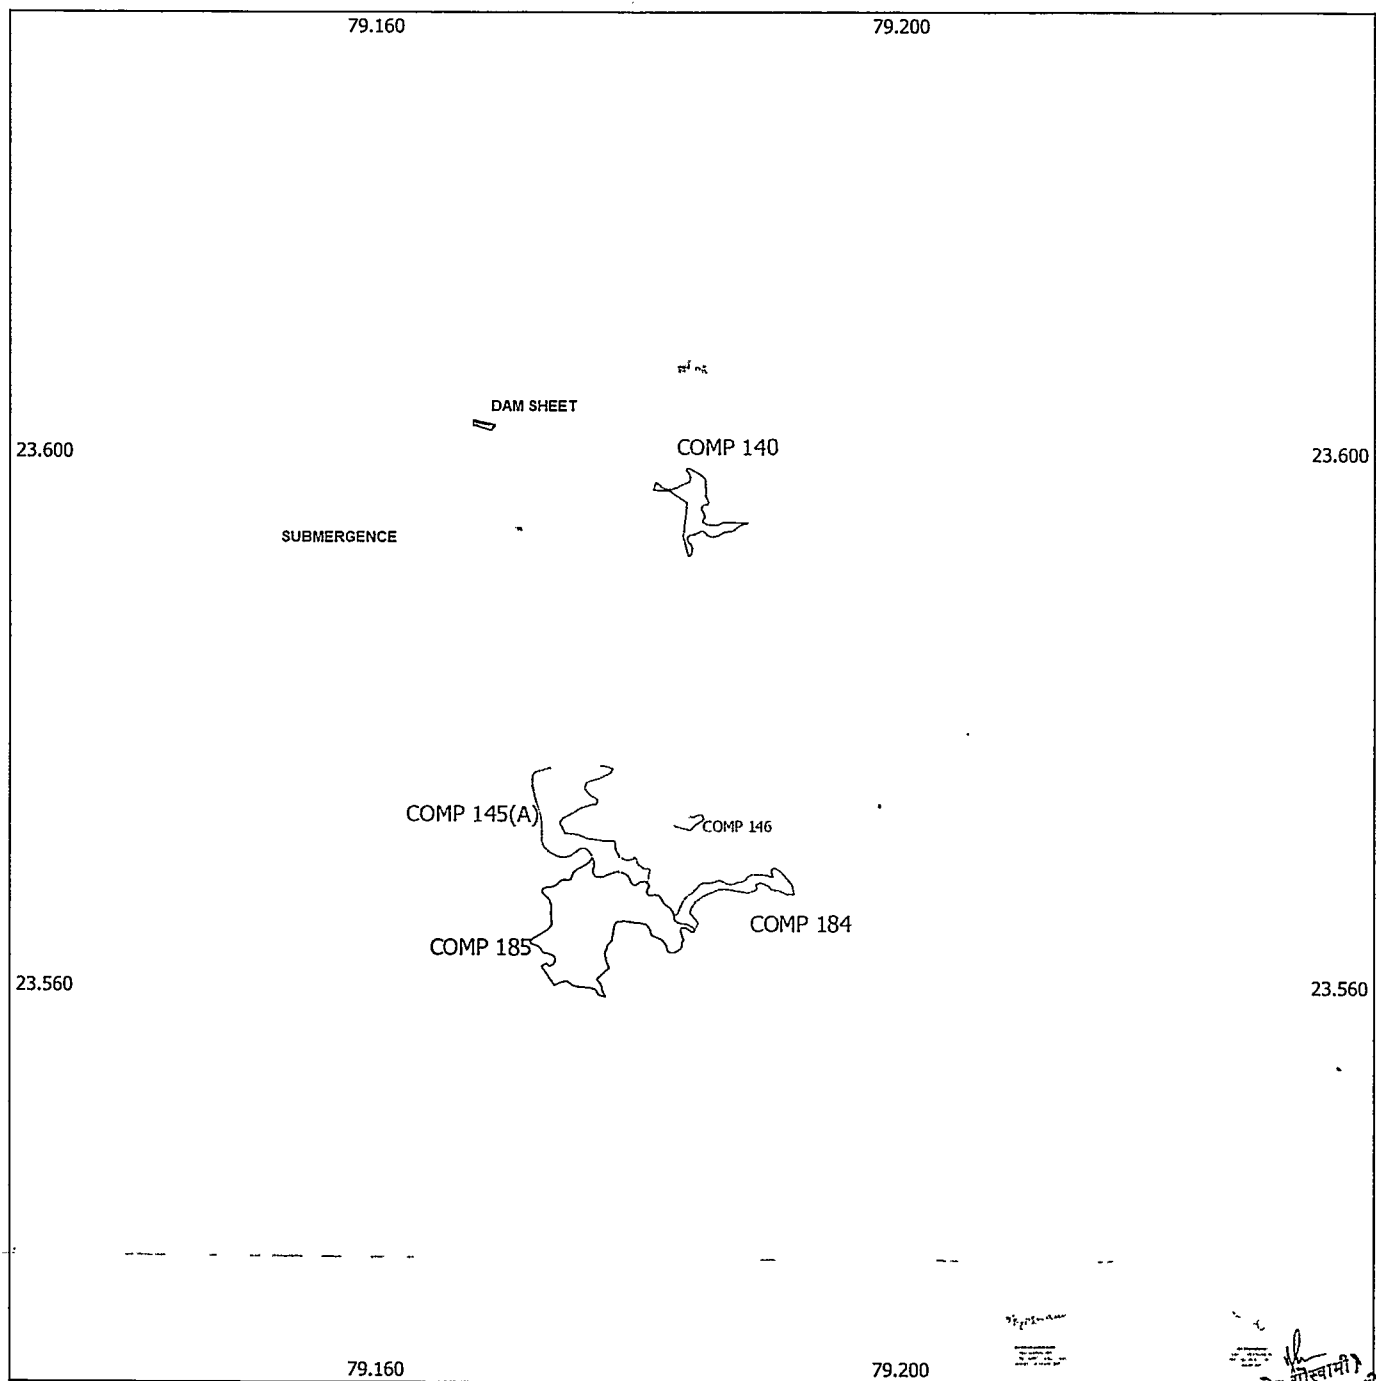 79.160 79.200
DAM SHEET
COMP 140
23.600 23.600
SUBMERGENCE
COMP 145(A)
COMP 146
COMP 184
COMP 185
23.560 23.560
79.160 79.200